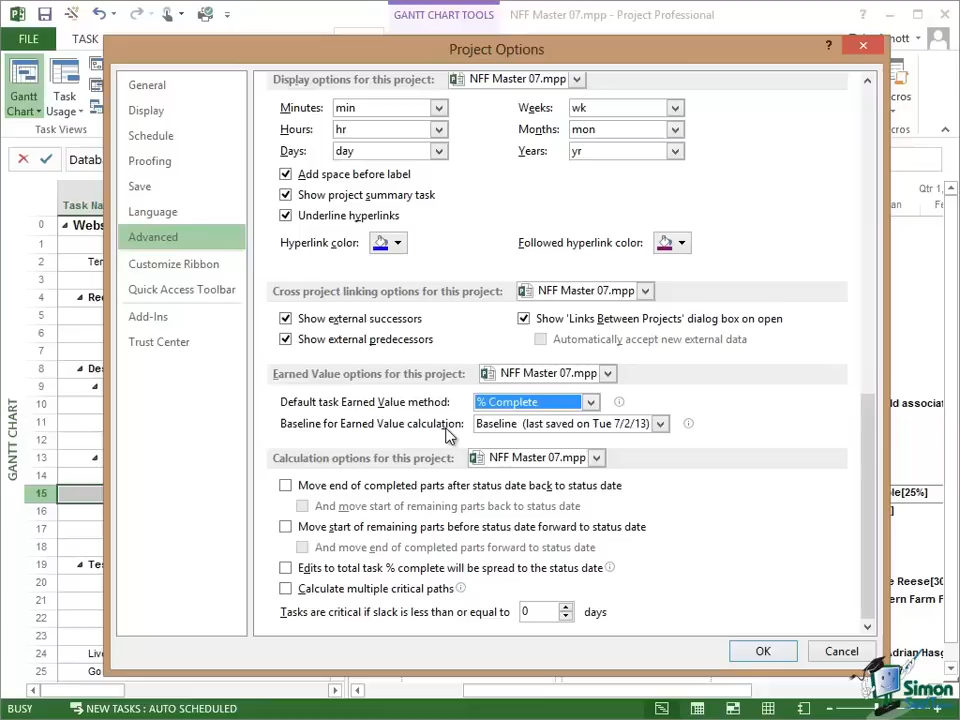 GANTT CHART TOOLS
NFF Master 07.mpp - Project Professional
FILE
TASK
Project Options
Gantt Chart
Task Usage
Task Views
Datab
Task Na
Qtr 1,
General
Display
Schedule
Proofing
Save
Language
Advanced
Customize Ribbon
Quick Access Toolbar
Add-Ins
Trust Center
Display options for this project: NFF Master 07.mpp
Minutes: min Weeks: wk
Hours: hr Months: mon
Days: day Years: yr
Add space before label
Show project summary task
Underline hyperlinks
Hyperlink color: Followed hyperlink color:
Cross project linking options for this project: NFF Master 07.mpp
Show external successors Show 'Links Between Projects' dialog box on open
Show external predecessors Automatically accept new external data
Earned Value options for this project: NFF Master 07.mpp
Default task Earned Value method: % Complete
Baseline for Earned Value calculation: Baseline (last saved on Tue 7/2/13)
Calculation options for this project: NFF Master 07.mpp
Move end of completed parts after status date back to status date
And move start of remaining parts back to status date
Move start of remaining parts before status date forward to status date
And move end of completed parts forward to status date
Edits to total task % complete will be spread to the status date
Calculate multiple critical paths
Tasks are critical if slack is less than or equal to 0 days
OK Cancel
GANTT CHART
0 Webs
1
2 Ter
3
4 Re
5
6
7
8 Des
9
10
11
12
13
14
15
16
17
18
19 Tes
20
21
22
23
24 Live
25 Go
ld associat
le[25%]
e Reese[30
ern Farm F
Adrian Hasg
Simon
BUSY NEW TASKS : AUTO SCHEDULED